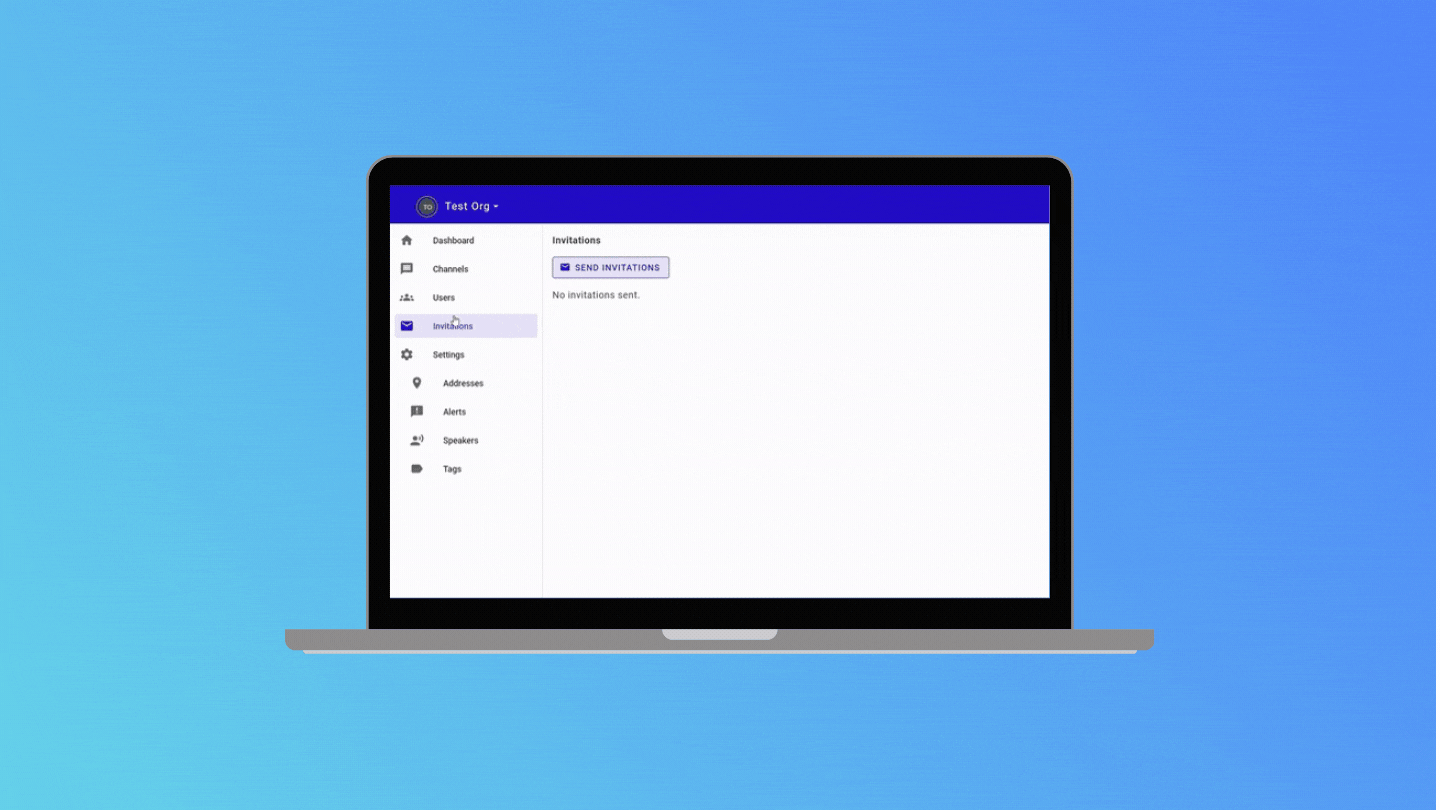 TO
Test Org
Dashboard
Channels
Users
Invitations
Settings
Addresses
Alerts
Speakers
Tags
Invitations
SEND INVITATIONS
No invitations sent.